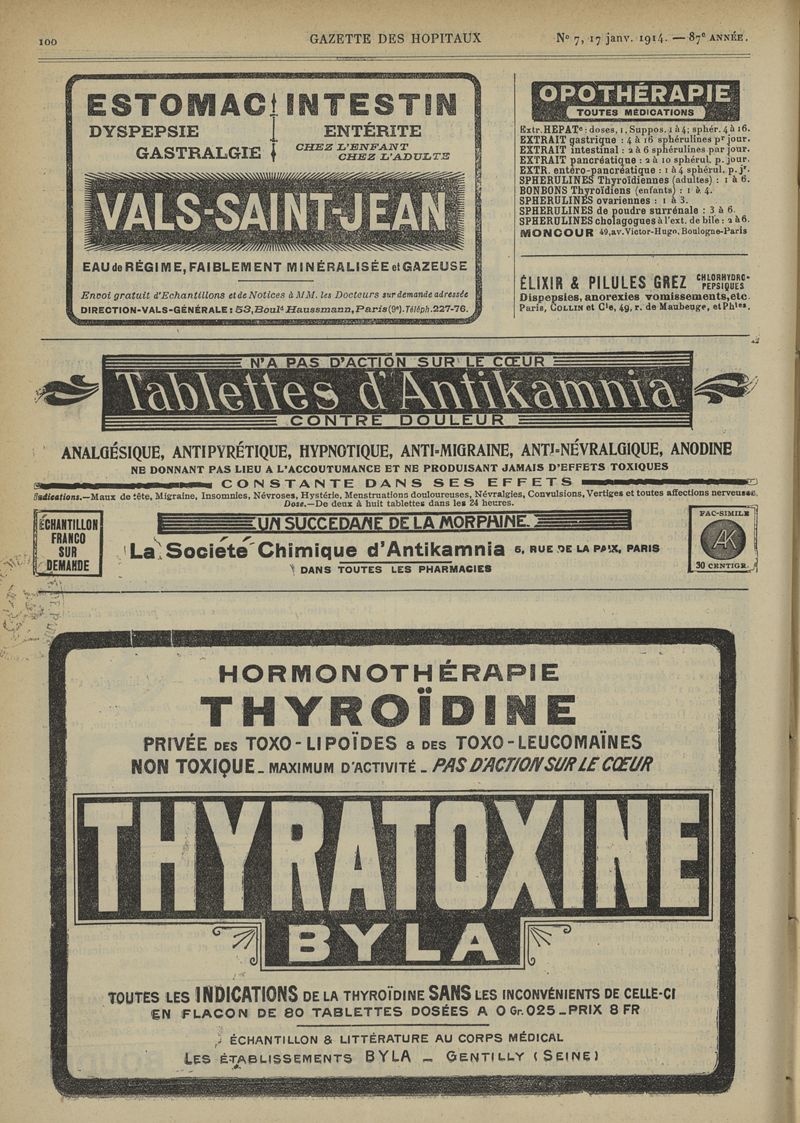 100
GAZETTE DES HOPITAUX
Nº 7, 17 janv. 1914. — 87e ANNÉE.
ESTOMAC INTESTIN
DYSPEPSIE
GASTRALGIE
ENTÉRITE
CHEZ L'ENFANT
CHEZ L'ADULTE
VALS-SAINT-JEAN
EAU de RÉGIME, FAIBLEMENT MINÉRALISÉE et GAZEUSE
Envoi gratuit d'Echantillons et de Notices à MM. les Docteurs sur demande adressée
DIRECTION-VALS-GÉNÉRALE: 53, Boulᵈ Haussmann, Paris (9e). Téléph. 227-76.
OPOTHÉRAPIE
TOUTES MÉDICATIONS
Extr. HEPATe: doses, 1, Suppos. 1 à 4; sphér. 4 à 16.
EXTRAIT gastrique : 4 à 16 sphérulines pr jour.
EXTRAIT intestinal : 2 à 6 sphérulines par jour.
EXTRAIT pancréatique : 2 à 10 sphérul. p. jour.
EXTR. entéro-pancréatique : 1 à 4 sphérul. p. jr.
SPHERULINES Thyroïdiennes (adultes) : 1 à 6.
BONBONS Thyroïdiens (enfants) : 1 à 4.
SPHERULINES ovariennes : 1 à 3.
SPHERULINES de poudre surrénale : 3 à 6.
SPHERULINES cholagogues à l'ext. de bile : 2 à 6.
MONCOUR 49, av. Victor-Hugo, Boulogne-Paris
ÉLIXIR & PILULES GREZ CHLORHYDRO-PEPSIQUES
Dispepsies, anorexies vomissements, etc.
Paris, COLLIN et Cie, 49, r. de Maubeuge, et Phies.
N'A PAS D'ACTION SUR LE CŒUR
Tablettes d'Antikamnia
CONTRE DOULEUR
ANALGÉSIQUE, ANTIPYRÉTIQUE, HYPNOTIQUE, ANTI-MIGRAINE, ANTI-NÉVRALGIQUE, ANODINE
NE DONNANT PAS LIEU A L'ACCOUTUMANCE ET NE PRODUISANT JAMAIS D'EFFETS TOXIQUES
CONSTANTE DANS SES EFFETS
Indications.—Maux de tête, Migraine, Insomnies, Névroses, Hystérie, Menstruations douloureuses, Névralgies, Convulsions, Vertiges et toutes affections nerveuses.
Dose.—De deux à huit tablettes dans les 24 heures.
ÉCHANTILLON
FRANCO
SUR
DEMANDE
UN SUCCÉDANÉ DE LA MORPHINE.
La Société Chimique d'Antikamnia 5, RUE DE LA PAIX, PARIS
DANS TOUTES LES PHARMACIES
FAC-SIMILE
AK
30 CENTIGR.
HORMONOTHÉRAPIE
THYROÏDINE
PRIVÉE DES TOXO-LIPOÏDES & DES TOXO-LEUCOMAÏNES
NON TOXIQUE _ MAXIMUM D'ACTIVITÉ _ PAS D'ACTION SUR LE CŒUR
THYRATOXINE
BYLA
TOUTES LES INDICATIONS DE LA THYROÏDINE SANS LES INCONVÉNIENTS DE CELLE-CI
EN FLACON DE 80 TABLETTES DOSÉES A 0 Gr. 025 _ PRIX 8 FR
ÉCHANTILLON & LITTÉRATURE AU CORPS MÉDICAL
LES ÉTABLISSEMENTS BYLA _ GENTILLY (SEINE)